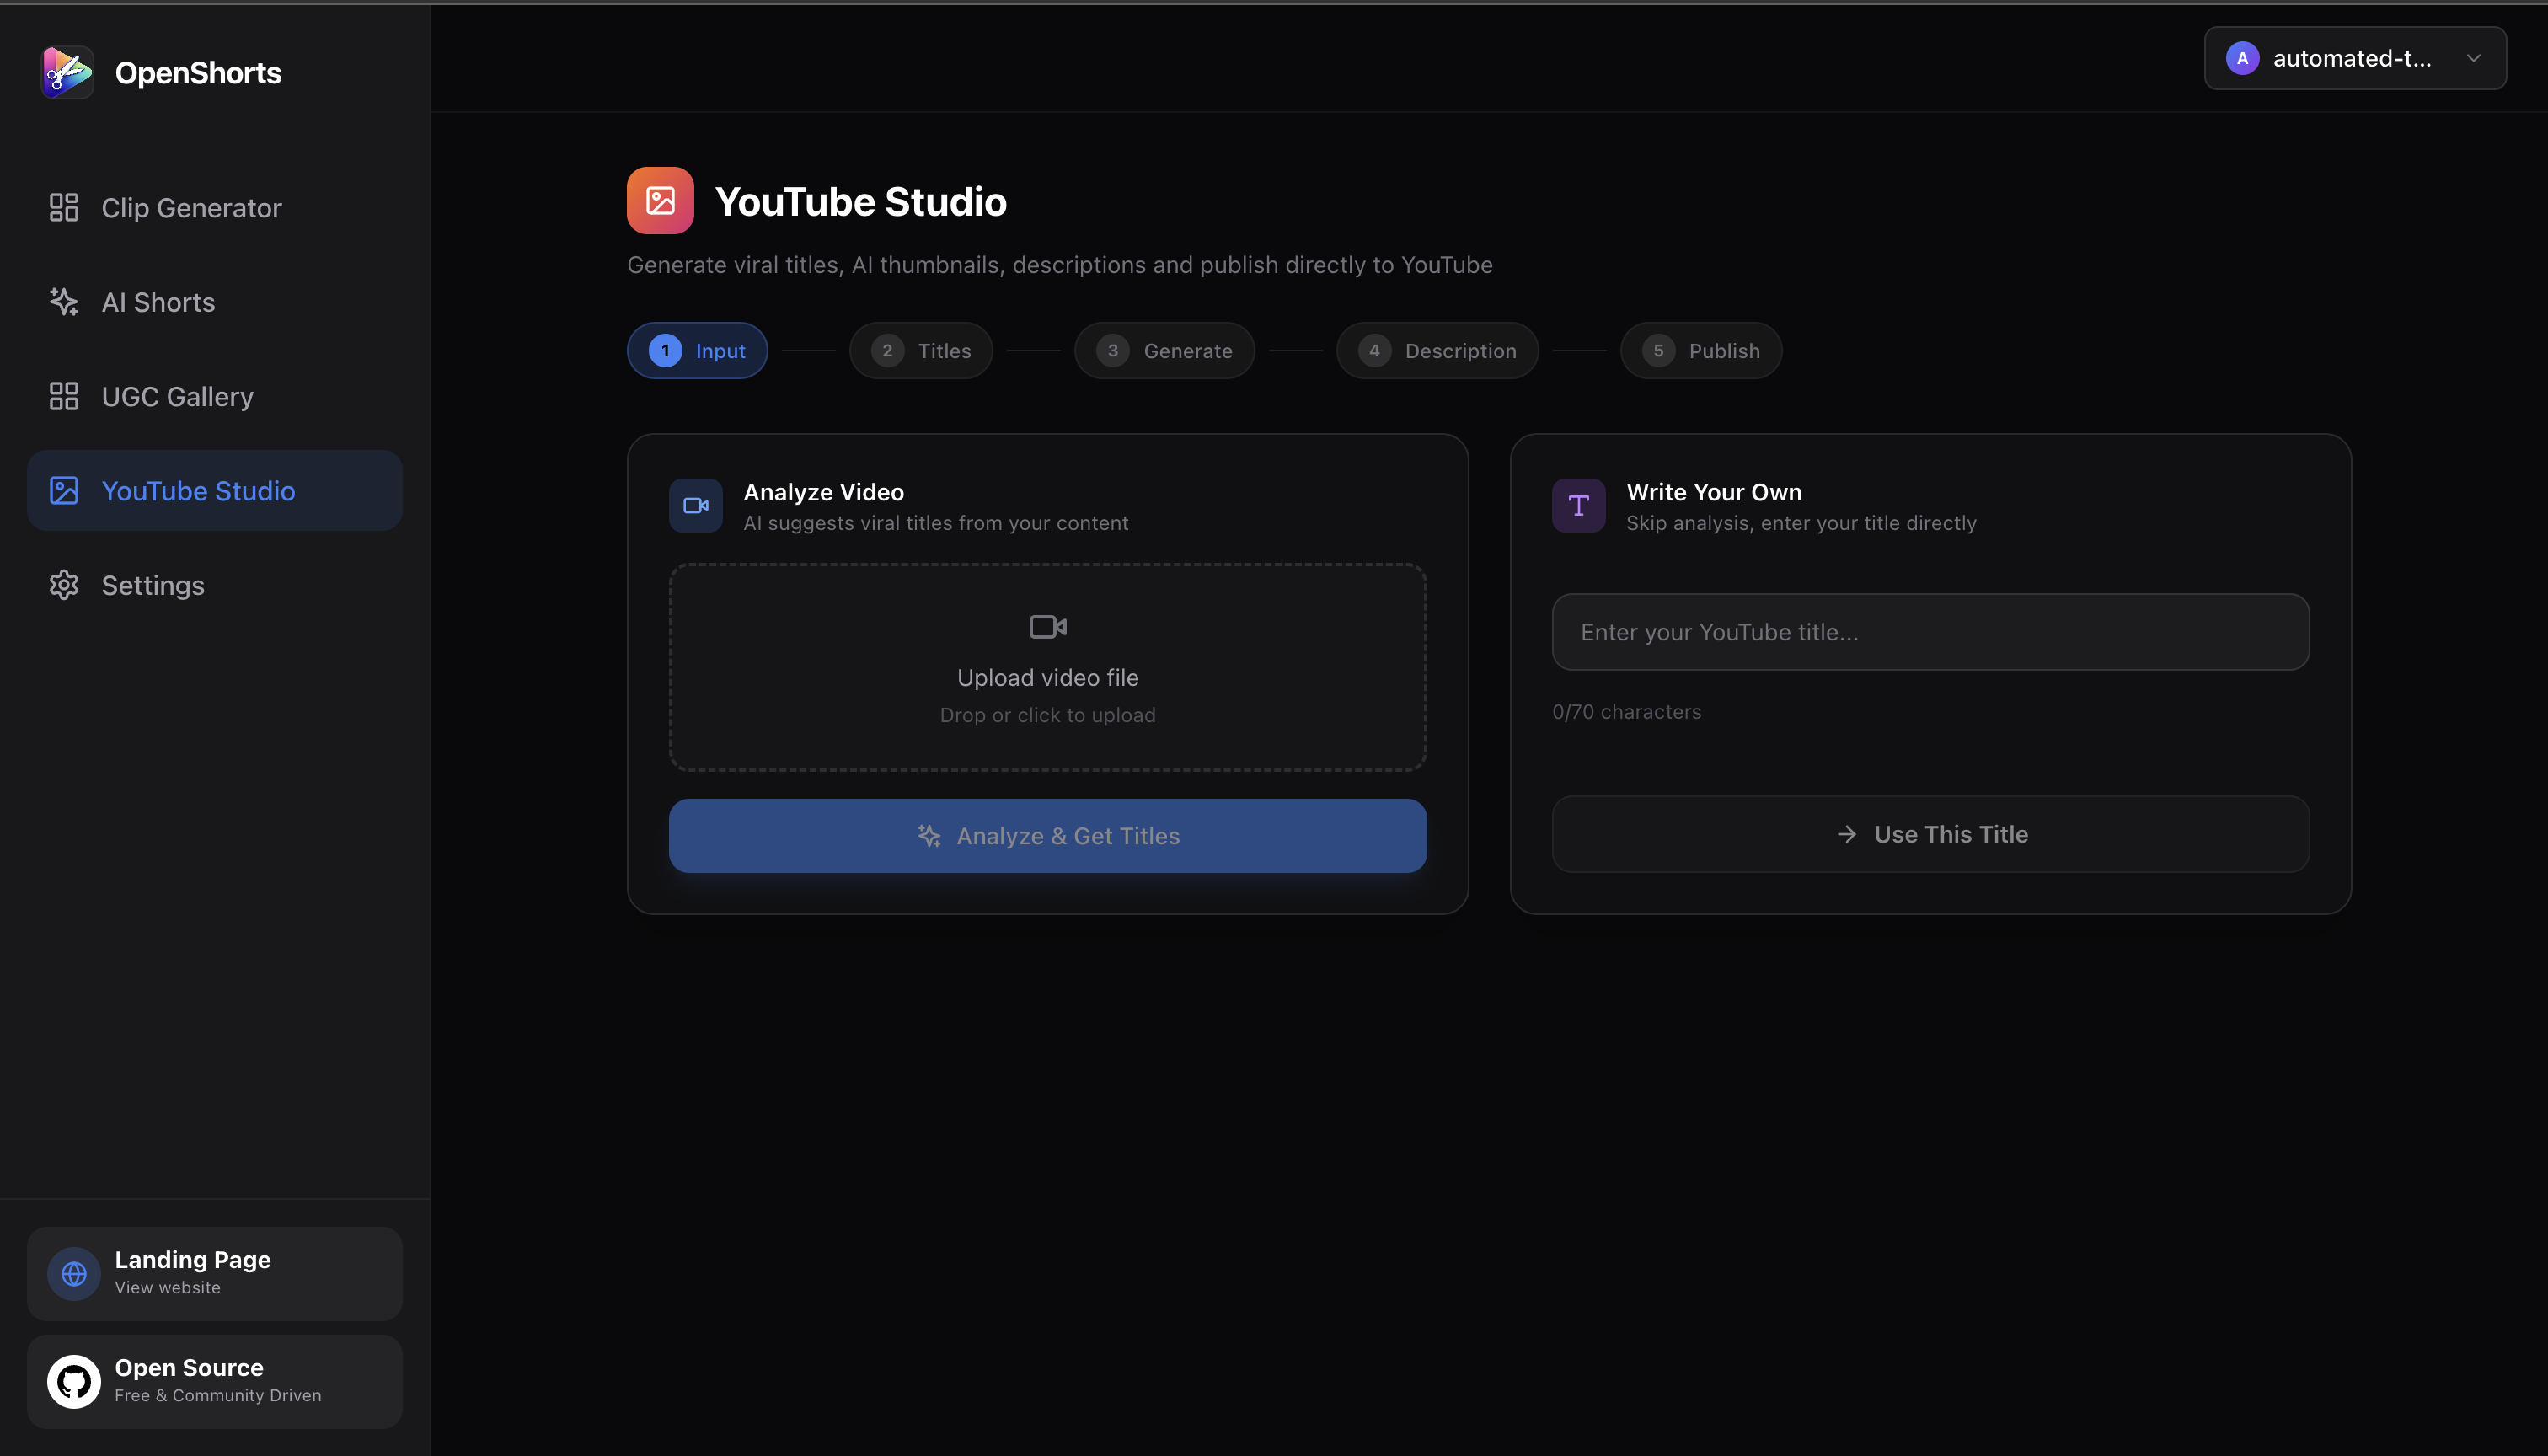 OpenShorts
Clip Generator
AI Shorts
UGC Gallery
YouTube Studio
Settings
Landing Page
View website
Open Source
Free & Community Driven
A automated-t...
YouTube Studio
Generate viral titles, AI thumbnails, descriptions and publish directly to YouTube
1 Input 2 Titles 3 Generate 4 Description 5 Publish
Analyze Video
AI suggests viral titles from your content
Upload video file
Drop or click to upload
Analyze & Get Titles
T
Write Your Own
Skip analysis, enter your title directly
Enter your YouTube title...
0/70 characters
Use This Title